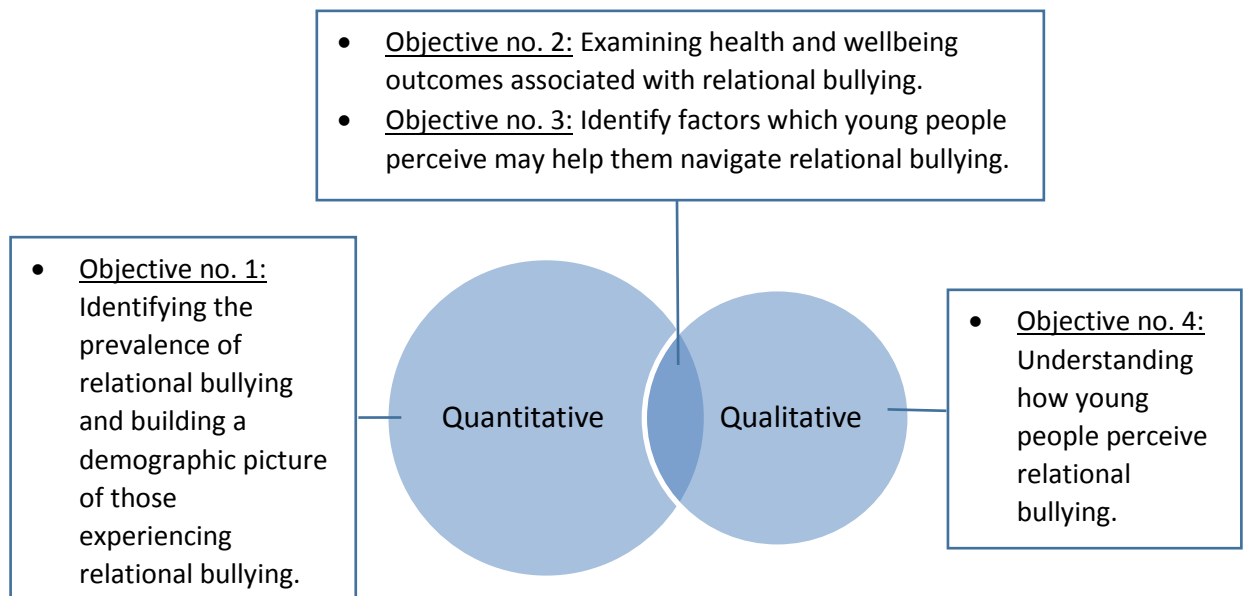 • Objective no. 2: Examining health and wellbeing
outcomes associated with relational bullying.
• Objective no. 3: Identify factors which young people
perceive may help them navigate relational bullying.
• Objective no. 1:
Identifying the
prevalence of
relational bullying
and building a
demographic picture
of those
experiencing
relational bullying.
Quantitative
Qualitative
• Objective no. 4:
Understanding
how young
people perceive
relational
bullying.